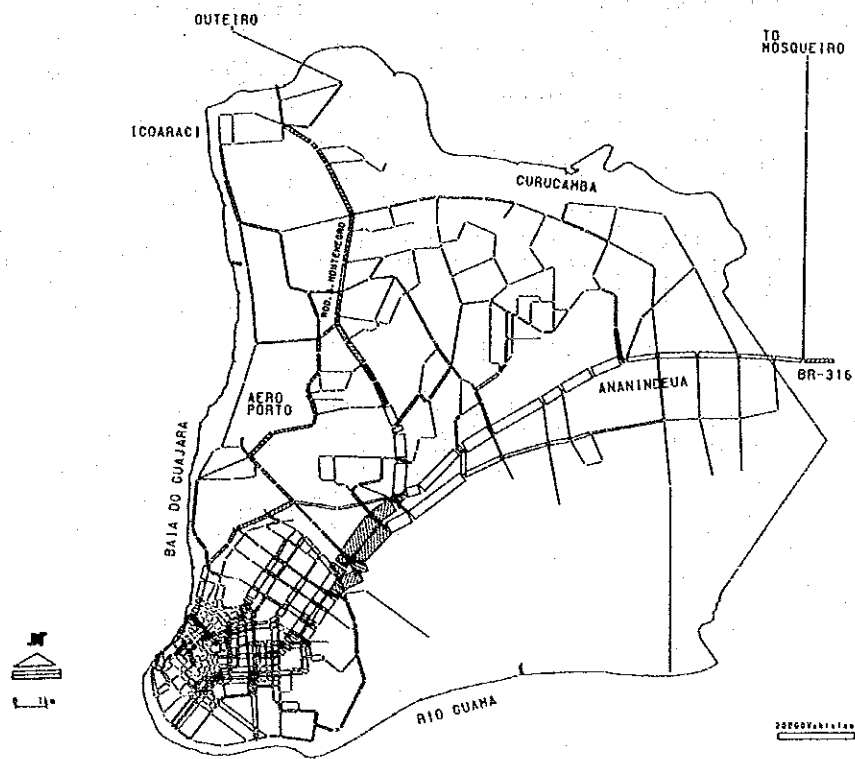 OUTEIRO
TO
MOSQUEIRO
ICOARACI
CURUCAMBA
ROD. A. MONTENEGRO
BR-316
ANANINDEUA
AERO
PORTO
BAIA DO GUAJARA
RIO GUAMA